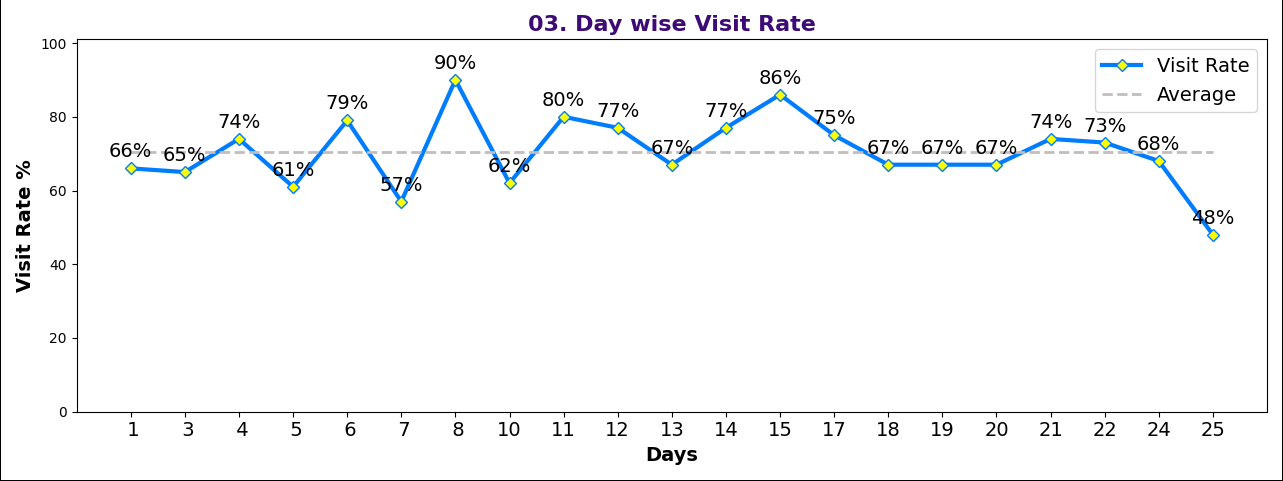 03. Day wise Visit Rate
100
80
60
40
20
0
Visit Rate %
66% 65% 74% 61% 79% 57% 90% 62% 80% 77% 67% 77% 86% 75% 67% 67% 67% 74% 73% 68% 48%
Visit Rate
Average
1 3 4 5 6 7 8 10 11 12 13 14 15 17 18 19 20 21 22 24 25
Days